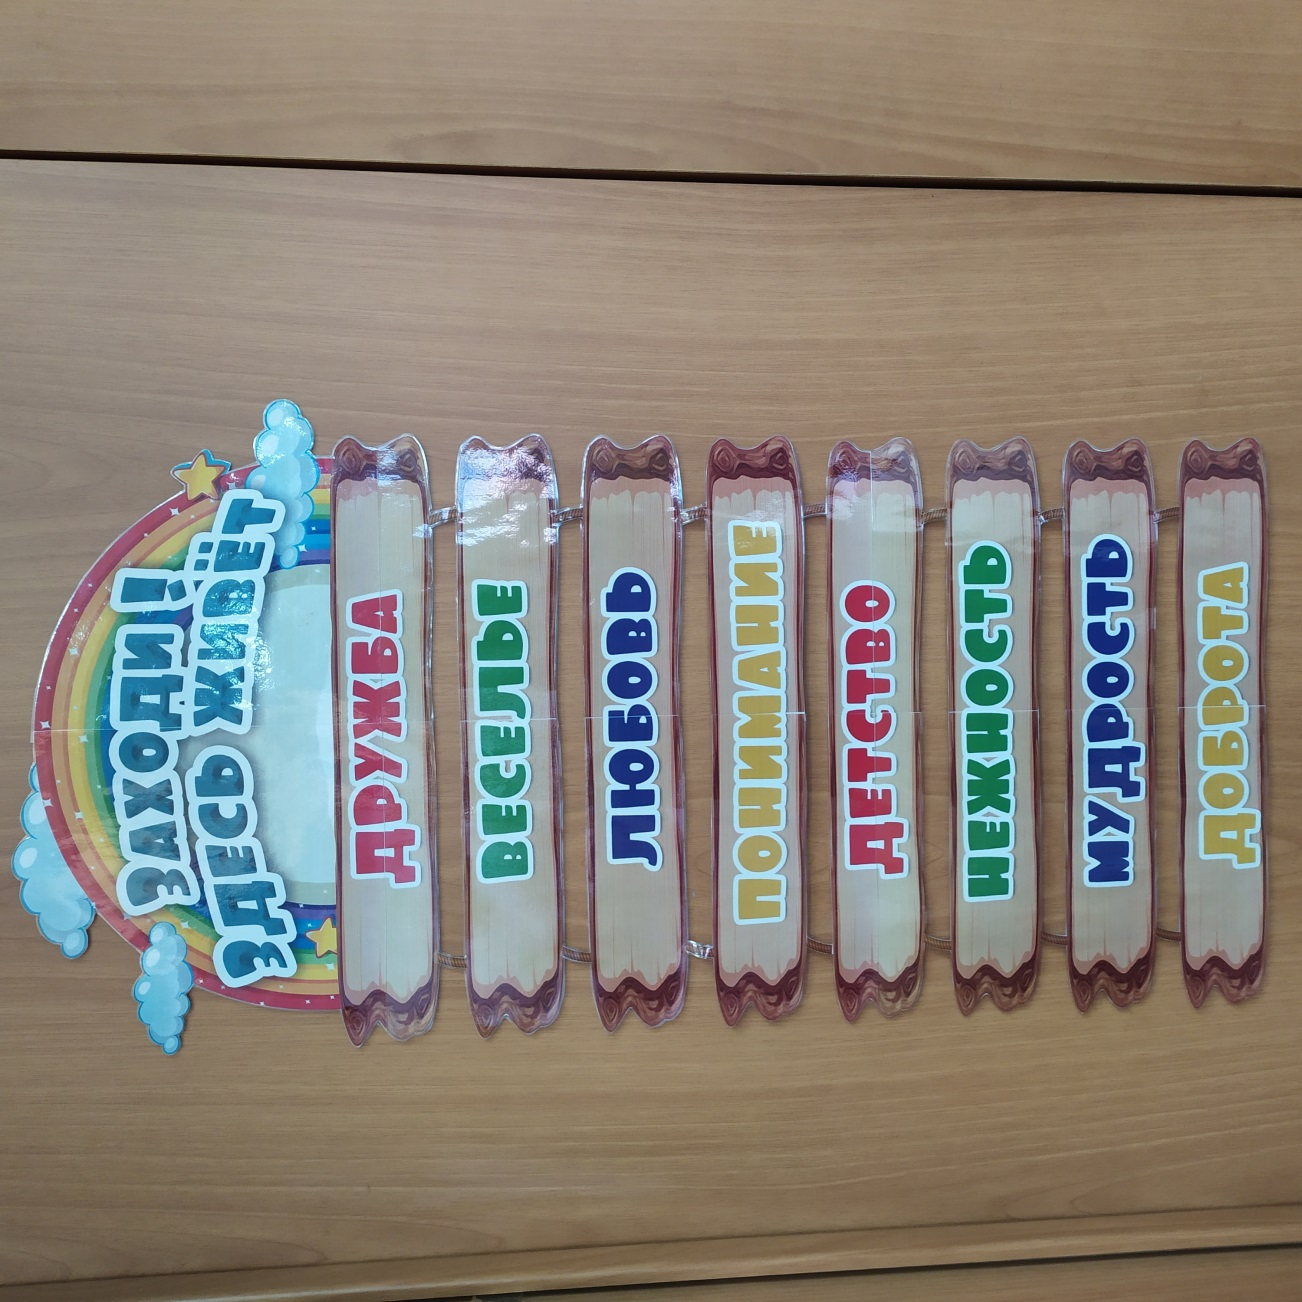 ЗАХОДИ!
ЗДЕСЬ ЖИВЁТ
ДРУЖБА
ВЕСЕЛЬЕ
ЛЮБОВЬ
ПОНИМАНИЕ
ДЕТСТВО
НЕЖНОСТЬ
МУДРОСТЬ
ДОБРОТА